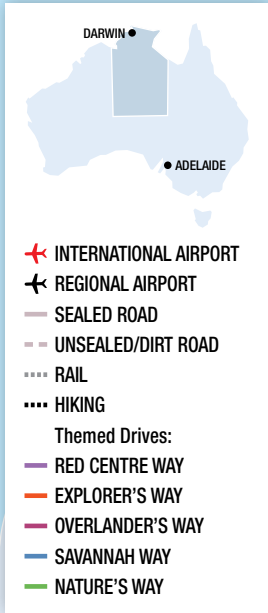 DARWIN
ADELAIDE
INTERNATIONAL AIRPORT
REGIONAL AIRPORT
SEALED ROAD
UNSEALED/DIRT ROAD
RAIL
HIKING
Themed Drives:
RED CENTRE WAY
EXPLORER'S WAY
OVERLANDER'S WAY
SAVANNAH WAY
NATURE'S WAY